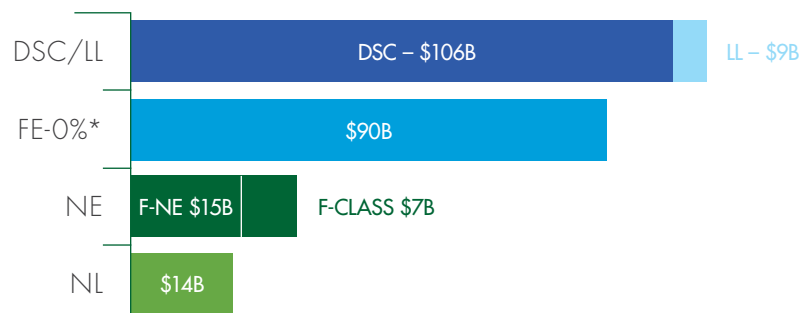 DSC/LL DSC – $106B LL – $9B
FE-0%* $90B
NE F-NE $15B F-CLASS $7B
NL $14B